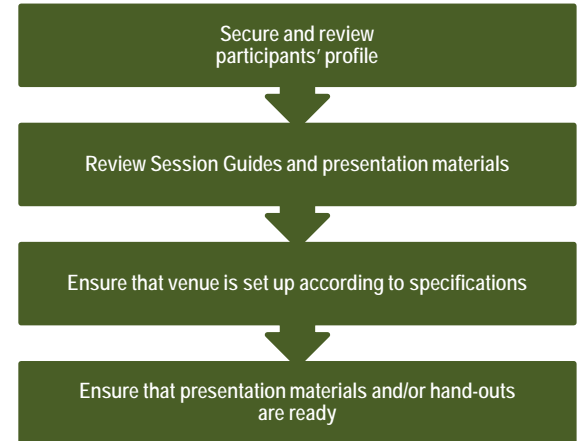 Secure and review
participants' profile
Review Session Guides and presentation materials
Ensure that venue is set up according to specifications
Ensure that presentation materials and/or hand-outs
are ready